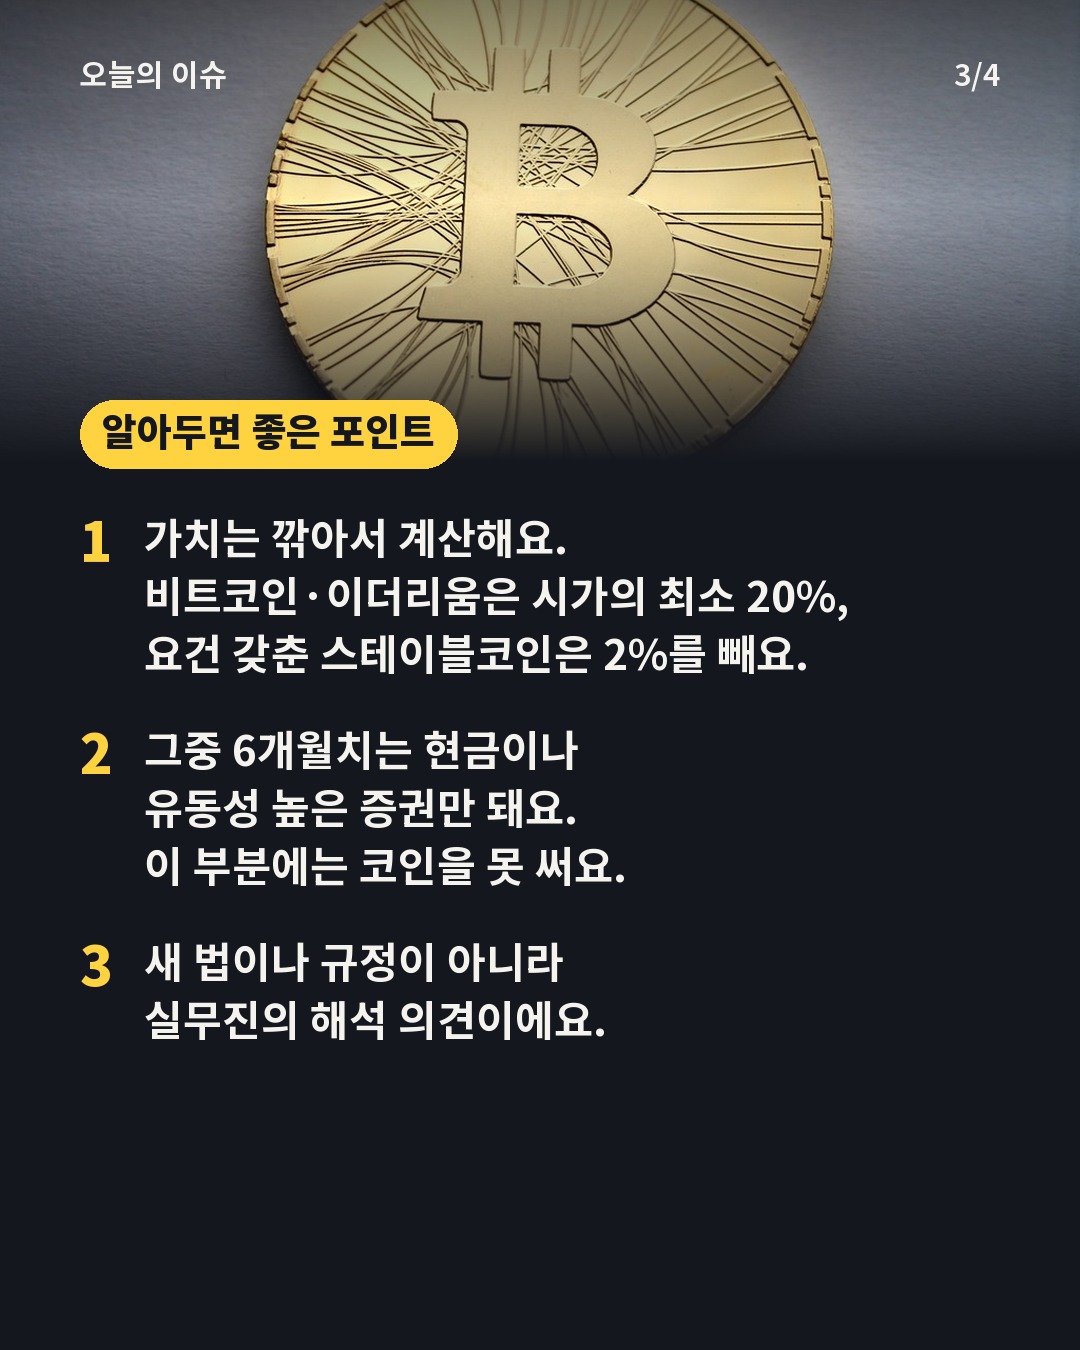 오늘의 이슈
3/4
알아두면 좋은 포인트
1 가치는 깎아서 계산해요.
비트코인·이더리움은 시가의 최소 20%,
요건 갖춘 스테이블코인은 2%를 빼요.
2 그중 6개월치는 현금이나
유동성 높은 증권만 돼요.
이 부분에는 코인을 못 써요.
3 새 법이나 규정이 아니라
실무진의 해석 의견이에요.